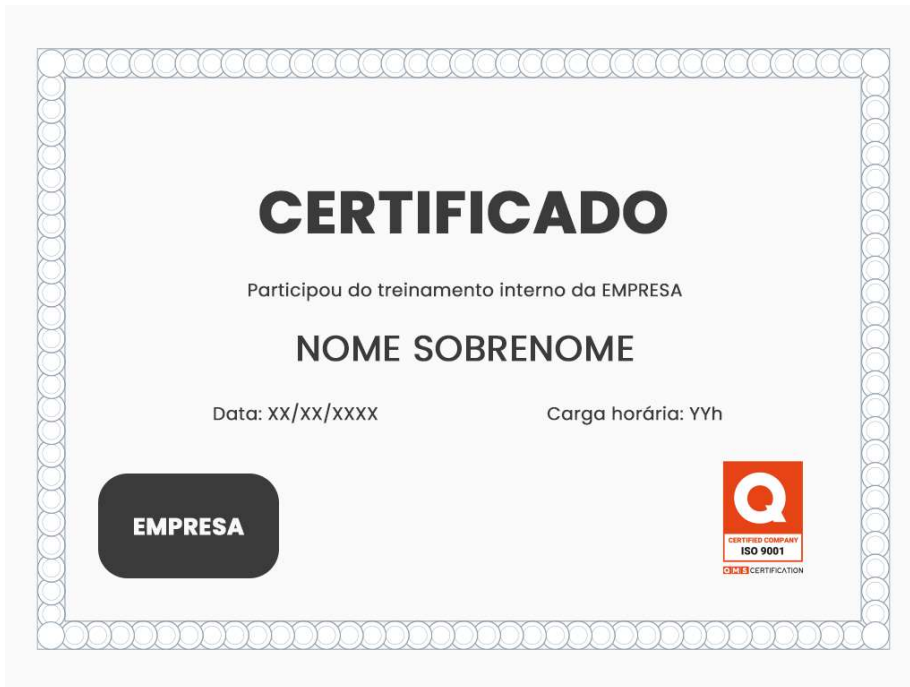 CERTIFICADO
Participou do treinamento interno da EMPRESA
NOME SOBRENOME
Data: XX/XX/XXXX
Carga horária: YYh
EMPRESA
Q
CERTIFIED COMPANY
ISO 9001
QMS CERTIFICATION